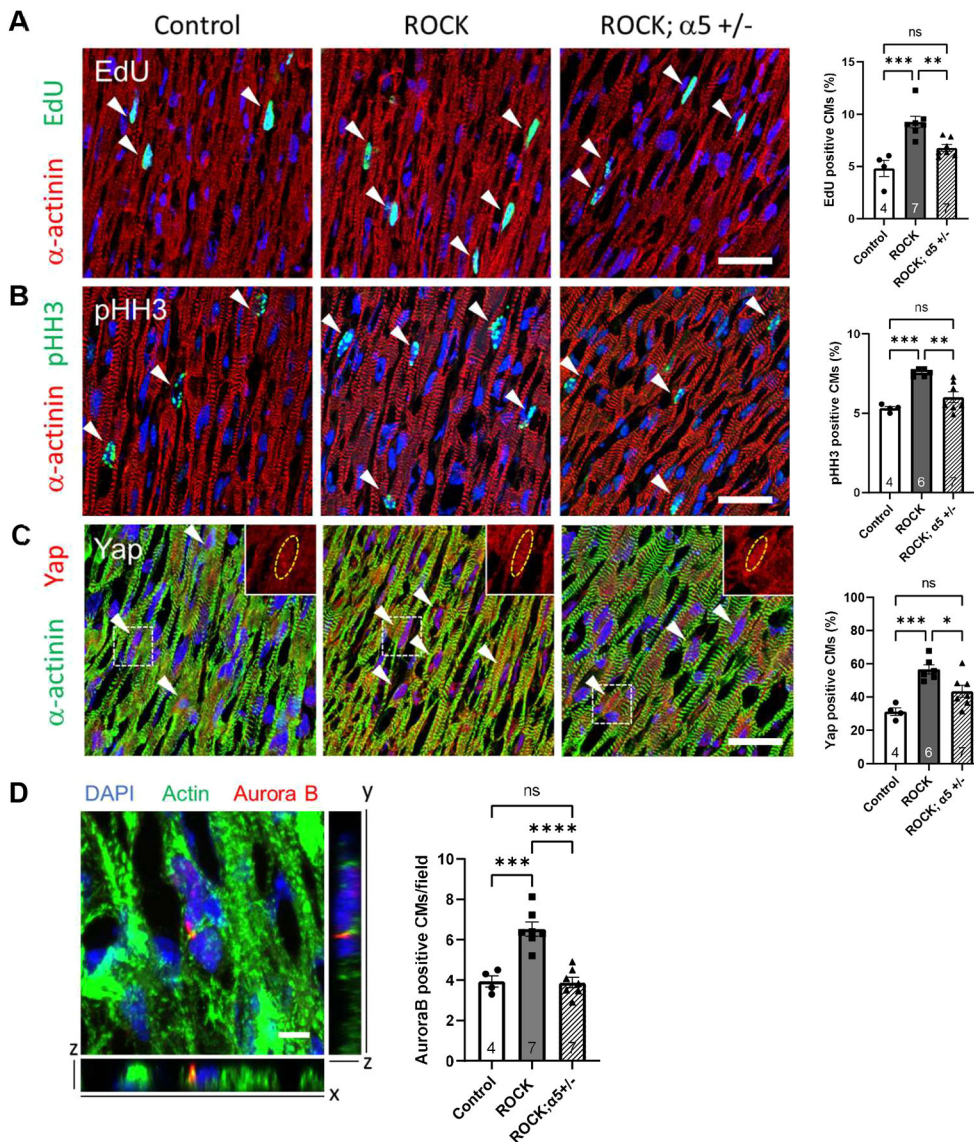 A
Control
ROCK
ROCK; α5 +/-
α-actinin EdU
EdU
EdU positive CMs (%)
ns
*** **
15
10
5
0
4 7 7
Control
ROCK
ROCK; α5 +/-
B
α-actinin pHH3
pHH3
pHH3 positive CMs (%)
ns
*** **
10
5
0
4 6
Control
ROCK
ROCK; α5 +/-
C
α-actinin Yap
Yap
Yap positive CMs (%)
ns
*** *
100
80
60
40
20
0
4 6 7
Control
ROCK
ROCK; α5 +/-
D
DAPI Actin Aurora B
y
z
z
x
AuroraB positive CMs/field
ns
****
***
10
8
6
4
2
0
4 7 7
Control
ROCK
ROCK;α5+/-